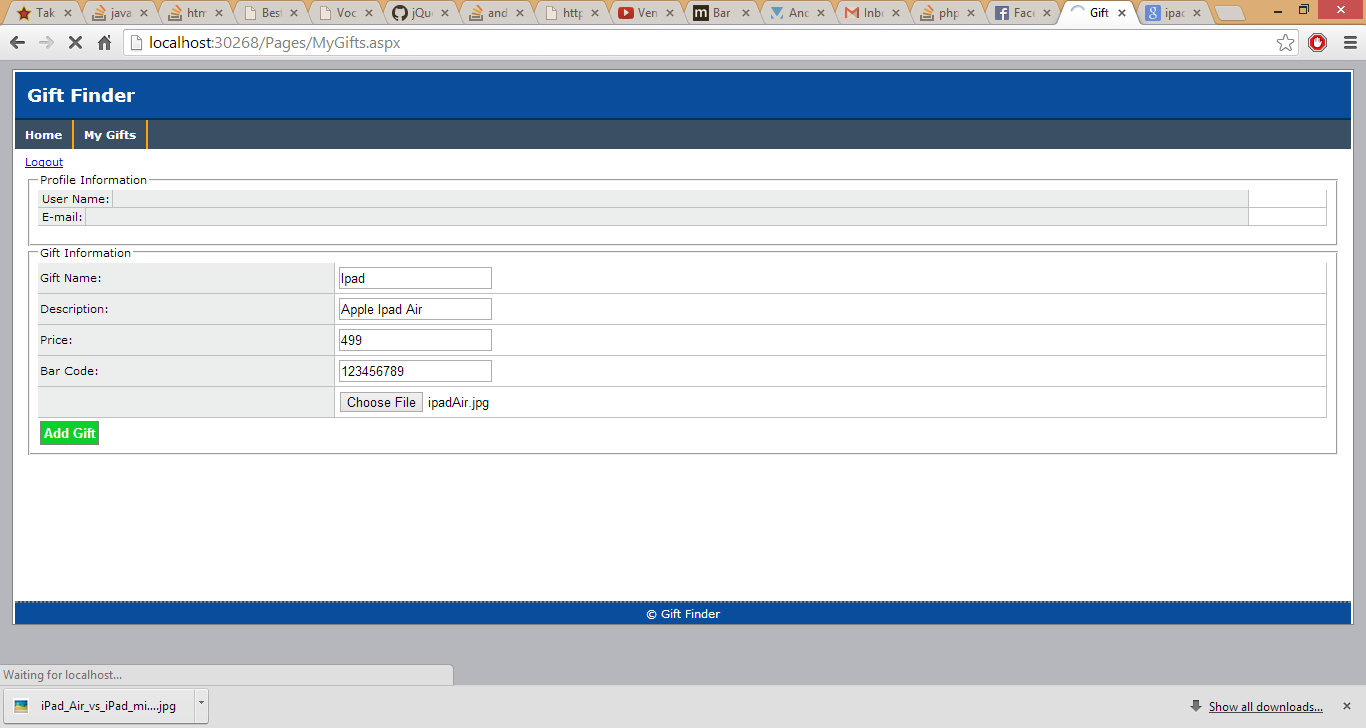 Tak java htm Best Voc jQue and http Ven Bar And Inbo php Face Gift ipad
localhost:30268/Pages/MyGifts.aspx
Gift Finder
Home My Gifts
Logout
Profile Information
User Name:
E-mail:
Gift Information
Gift Name: Ipad
Description: Apple Ipad Air
Price: 499
Bar Code: 123456789
Choose File ipadAir.jpg
Add Gift
© Gift Finder
Waiting for localhost...
iPad_Air_vs_iPad_mi....jpg Show all downloads...